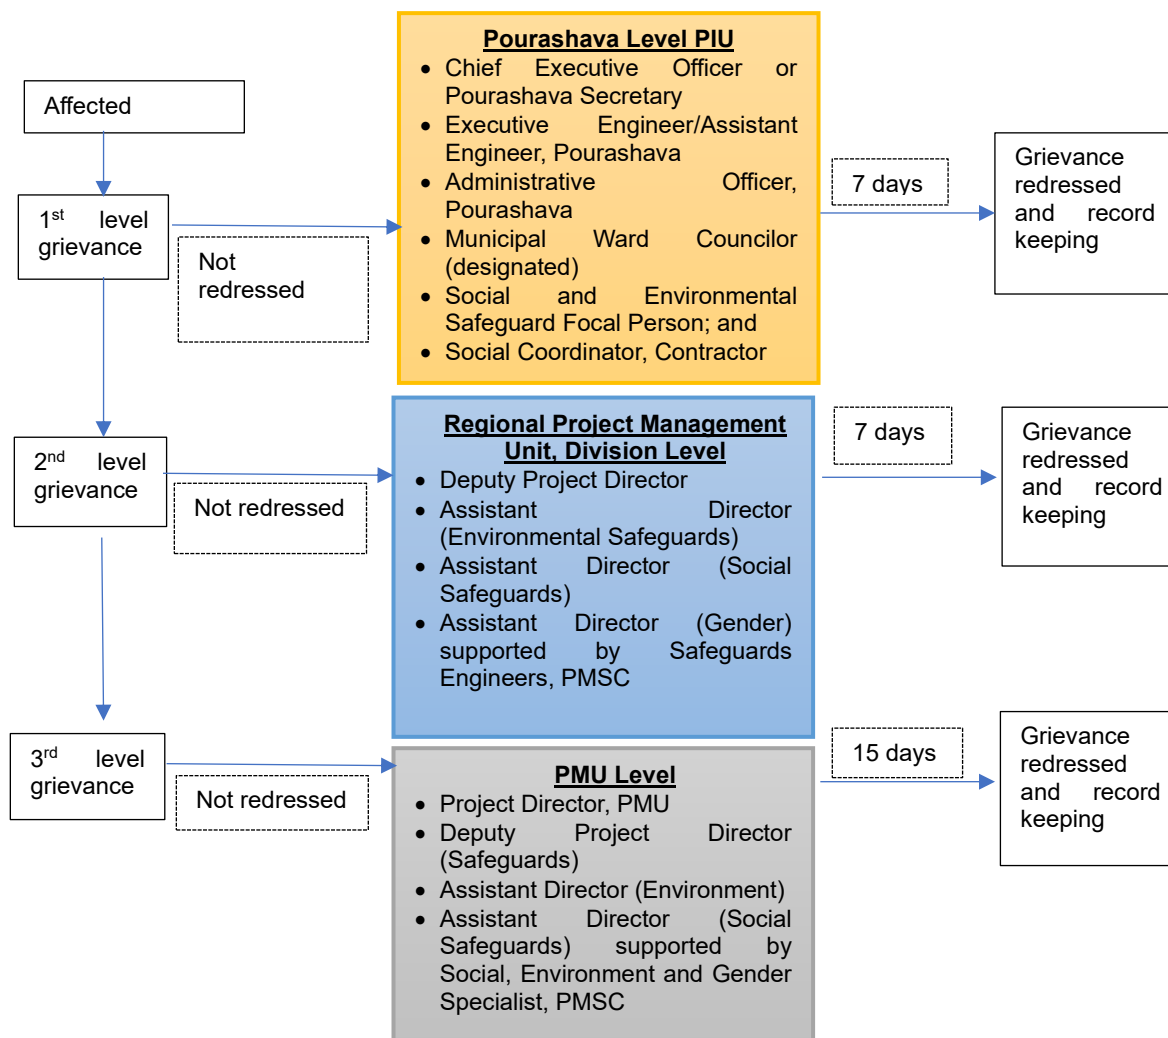 Affected
1st level
grievance
Not
redressed
Pourashava Level PIU
• Chief Executive Officer or
Pourashava Secretary
• Executive Engineer/Assistant
Engineer, Pourashava
• Administrative Officer,
Pourashava
• Municipal Ward Councilor
(designated)
• Social and Environmental
Safeguard Focal Person; and
• Social Coordinator, Contractor
7 days
Grievance
redressed
and record
keeping
2nd level
grievance
Not redressed
Regional Project Management
Unit, Division Level
• Deputy Project Director
• Assistant Director
(Environmental Safeguards)
• Assistant Director (Social
Safeguards)
• Assistant Director (Gender)
supported by Safeguards
Engineers, PMSC
7 days
Grievance
redressed
and record
keeping
3rd level
grievance
Not redressed
PMU Level
• Project Director, PMU
• Deputy Project Director
(Safeguards)
• Assistant Director (Environment)
• Assistant Director (Social
Safeguards) supported by
Social, Environment and Gender
Specialist, PMSC
15 days
Grievance
redressed
and record
keeping